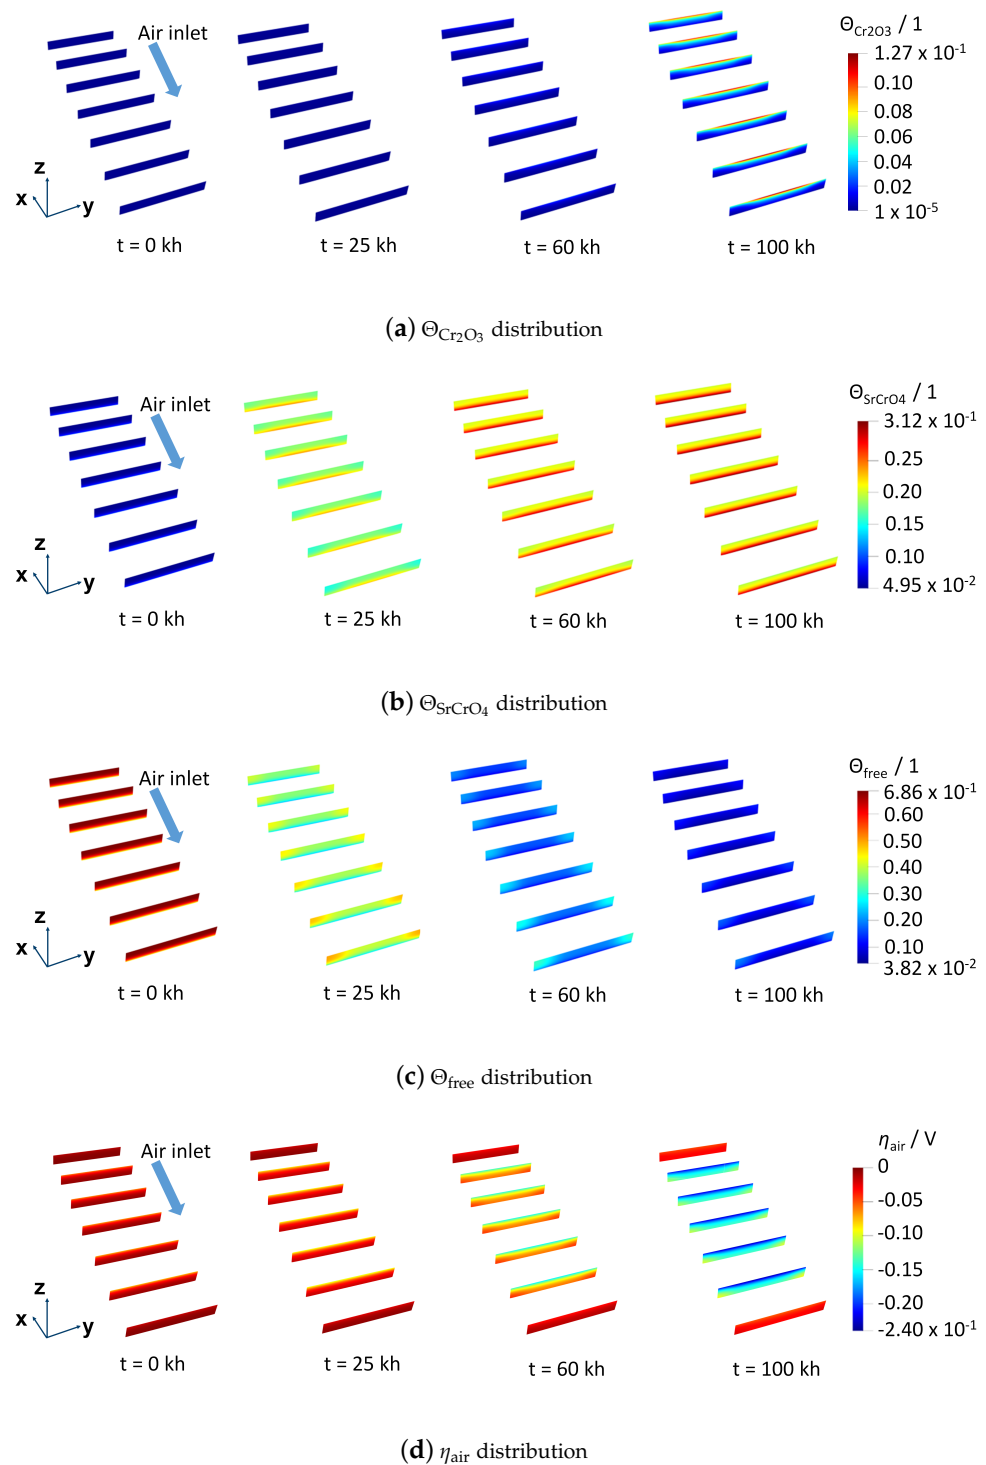 Air inlet
Θ_Cr2O3 / 1
1.27 x 10^-1
0.10
0.08
0.06
0.04
0.02
1 x 10^-5
z
x
y
t = 0 kh
t = 25 kh
t = 60 kh
t = 100 kh
(a) Θ_Cr₂O₃ distribution
Air inlet
Θ_SrCrO4 / 1
3.12 x 10^-1
0.25
0.20
0.15
0.10
4.95 x 10^-2
z
x
y
t = 0 kh
t = 25 kh
t = 60 kh
t = 100 kh
(b) Θ_SrCrO₄ distribution
Air inlet
Θ_free / 1
6.86 x 10^-1
0.60
0.50
0.40
0.30
0.20
0.10
3.82 x 10^-2
z
x
y
t = 0 kh
t = 25 kh
t = 60 kh
t = 100 kh
(c) Θ_free distribution
Air inlet
η_air / V
0
-0.05
-0.10
-0.15
-0.20
-2.40 x 10^-1
z
x
y
t = 0 kh
t = 25 kh
t = 60 kh
t = 100 kh
(d) η_air distribution